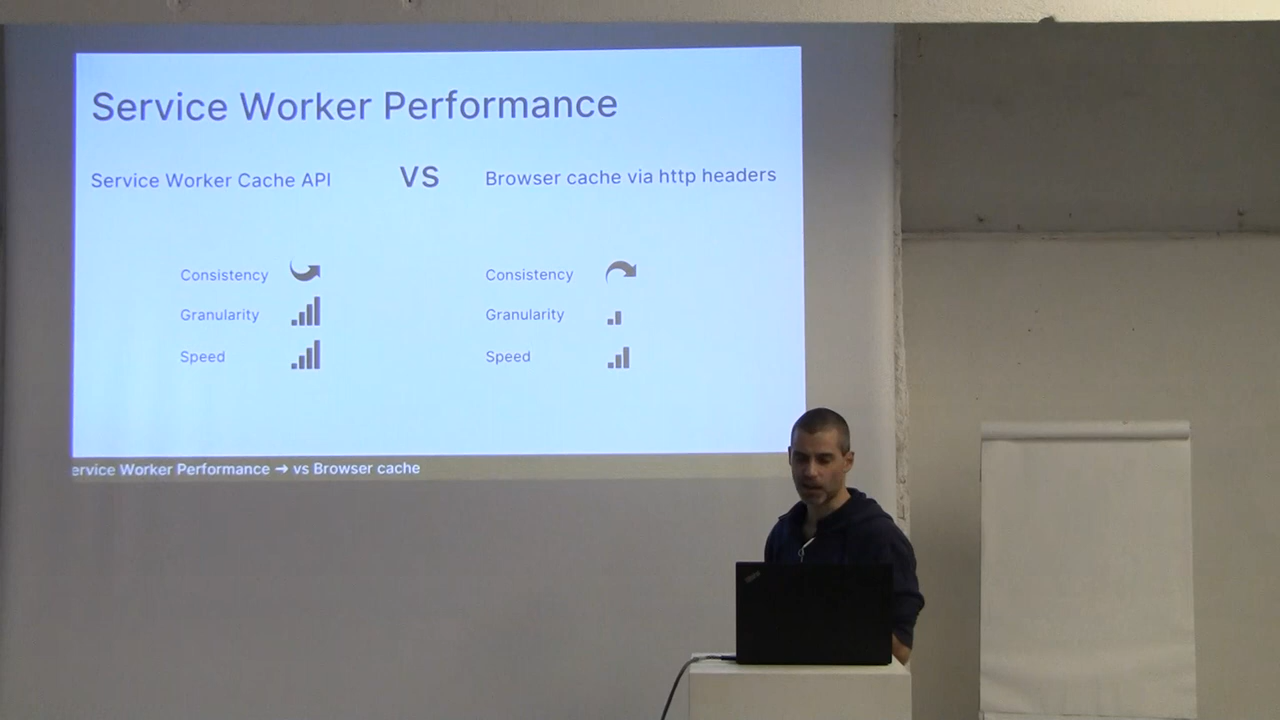 Service Worker Performance
Service Worker Cache API VS Browser cache via http headers
Consistency Consistency
Granularity Granularity
Speed Speed
ervice Worker Performance → vs Browser cache